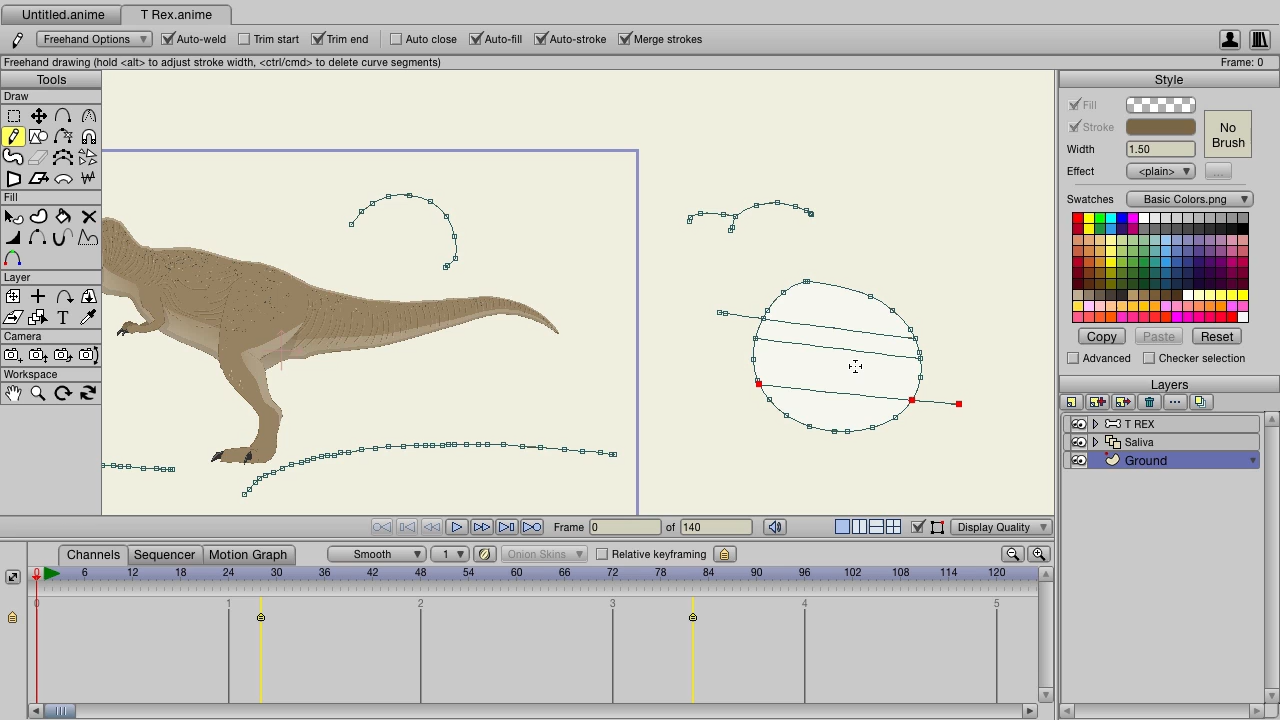 Untitled.anime T Rex.anime
Freehand Options Auto-weld Trim start Trim end Auto close Auto-fill Auto-stroke Merge strokes
Freehand drawing (hold <alt> to adjust stroke width, <ctrl/cmd> to delete curve segments) Frame: 0
Tools
Draw
Fill
Layer
Camera
Workspace
Style
Fill
Stroke
No Brush
Width 1.50
Effect <plain> ...
Swatches Basic Colors.png
Copy Paste Reset
Advanced Checker selection
Layers
T REX
Saliva
Ground
Frame 0 of 140 Display Quality
Channels Sequencer Motion Graph Smooth 1 Onion Skins Relative keyframing
0 6 12 18 24 30 36 42 48 54 60 66 72 78 84 90 96 102 108 114 120
0 1 2 3 4 5